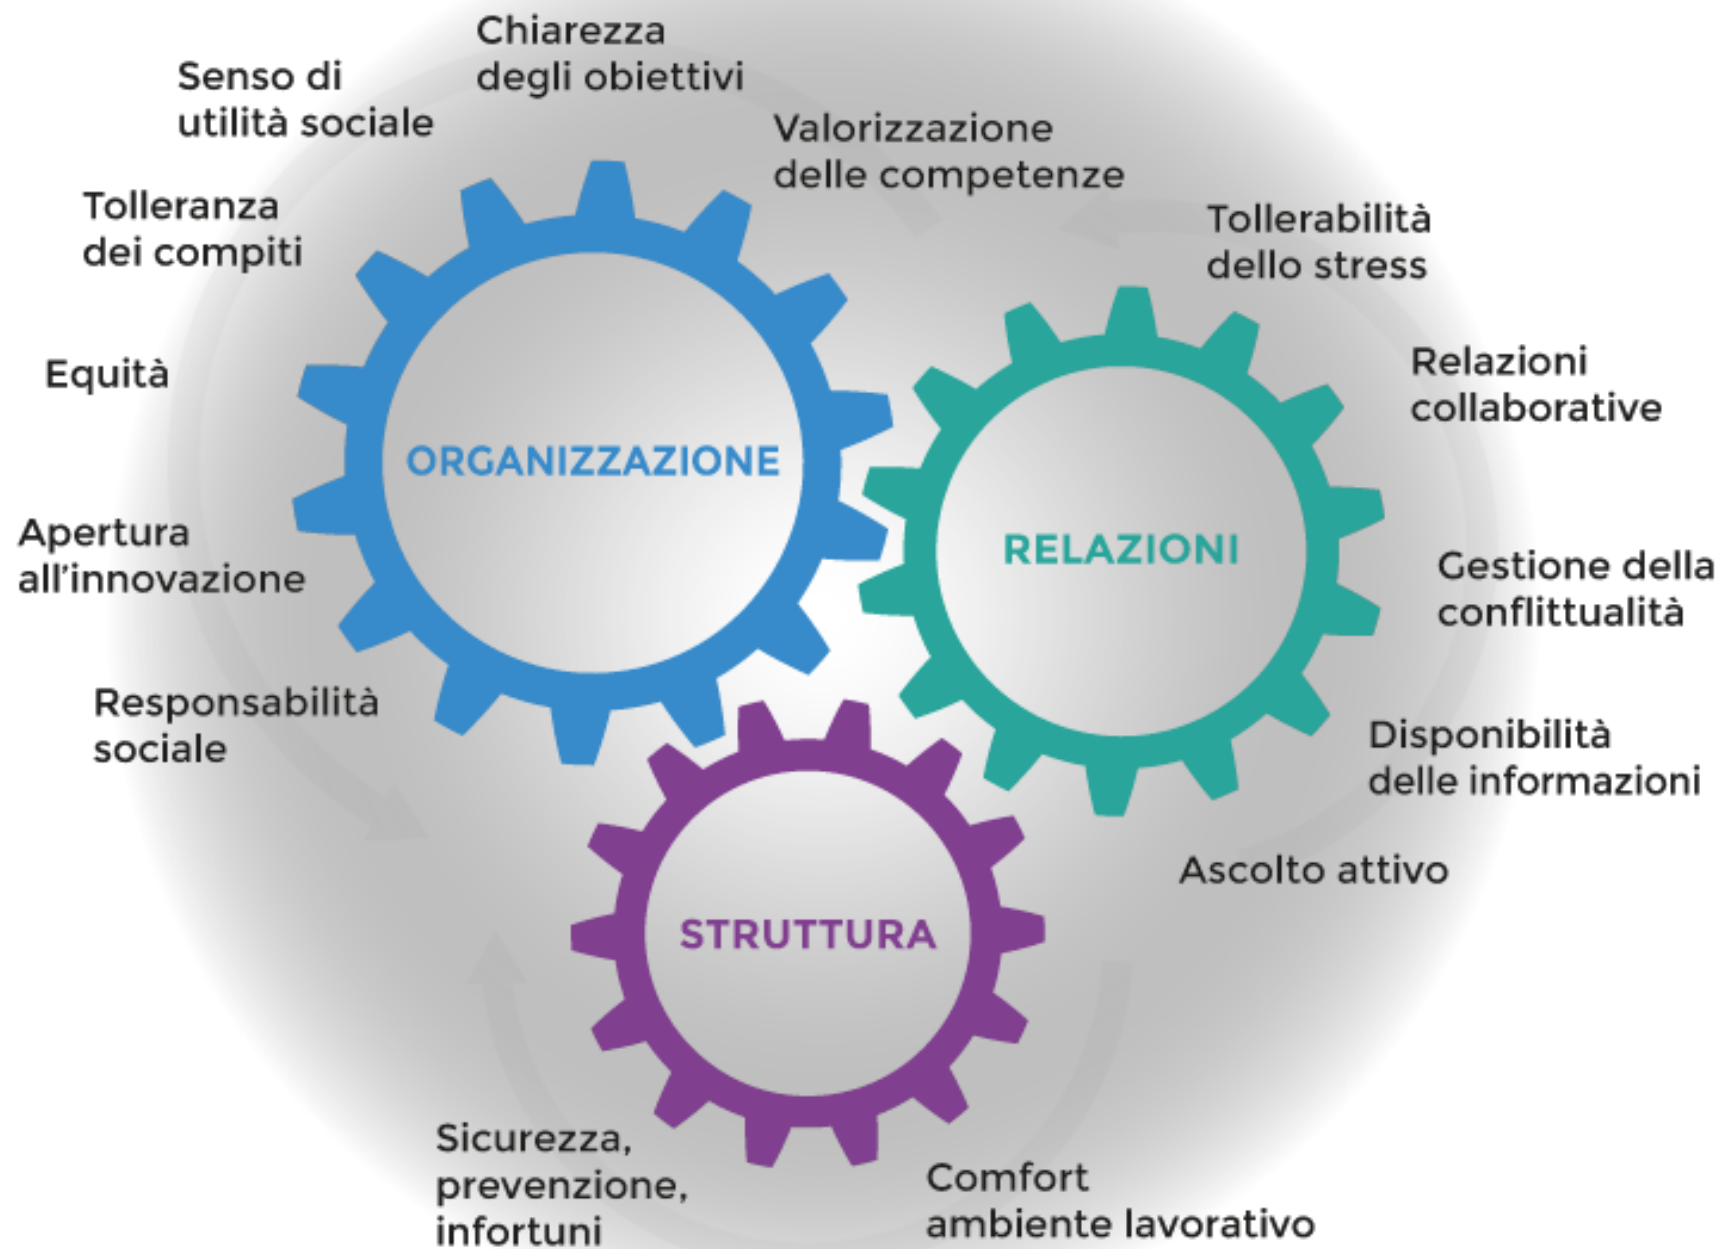 Chiarezza
degli obiettivi
Senso di
utilità sociale
Valorizzazione
delle competenze
Tolleranza
dei compiti
Equità
Apertura
all'innovazione
Responsabilità
sociale
ORGANIZZAZIONE
Tollerabilità
dello stress
Relazioni
collaborative
Gestione della
conflittualità
Disponibilità
delle informazioni
Ascolto attivo
RELAZIONI
STRUTTURA
Sicurezza,
prevenzione,
infortuni
Comfort
ambiente lavorativo